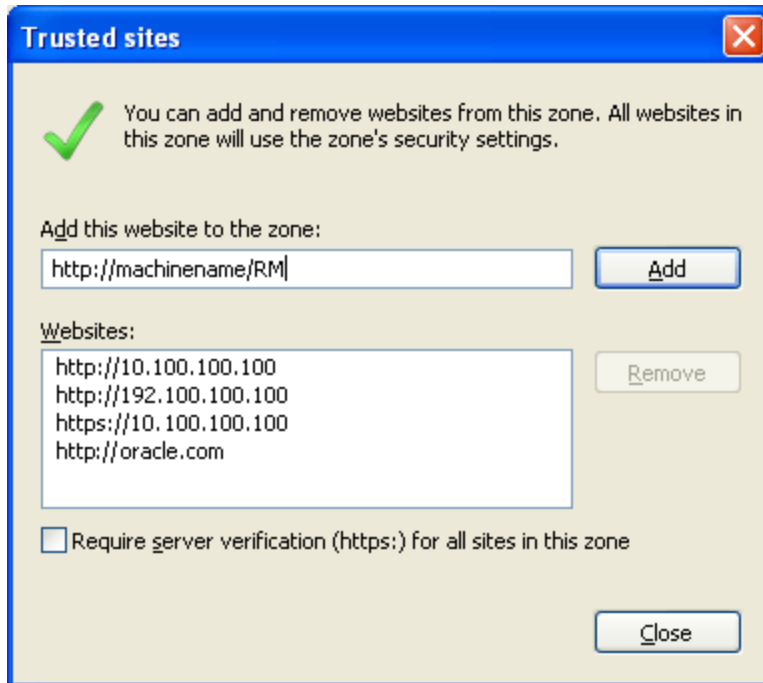 Trusted sites
You can add and remove websites from this zone. All websites in
this zone will use the zone's security settings.
Add this website to the zone:
http://machinename/RM
Add
Websites:
http://10.100.100.100
http://192.100.100.100
https://10.100.100.100
http://oracle.com
Remove
Require server verification (https:) for all sites in this zone
Close